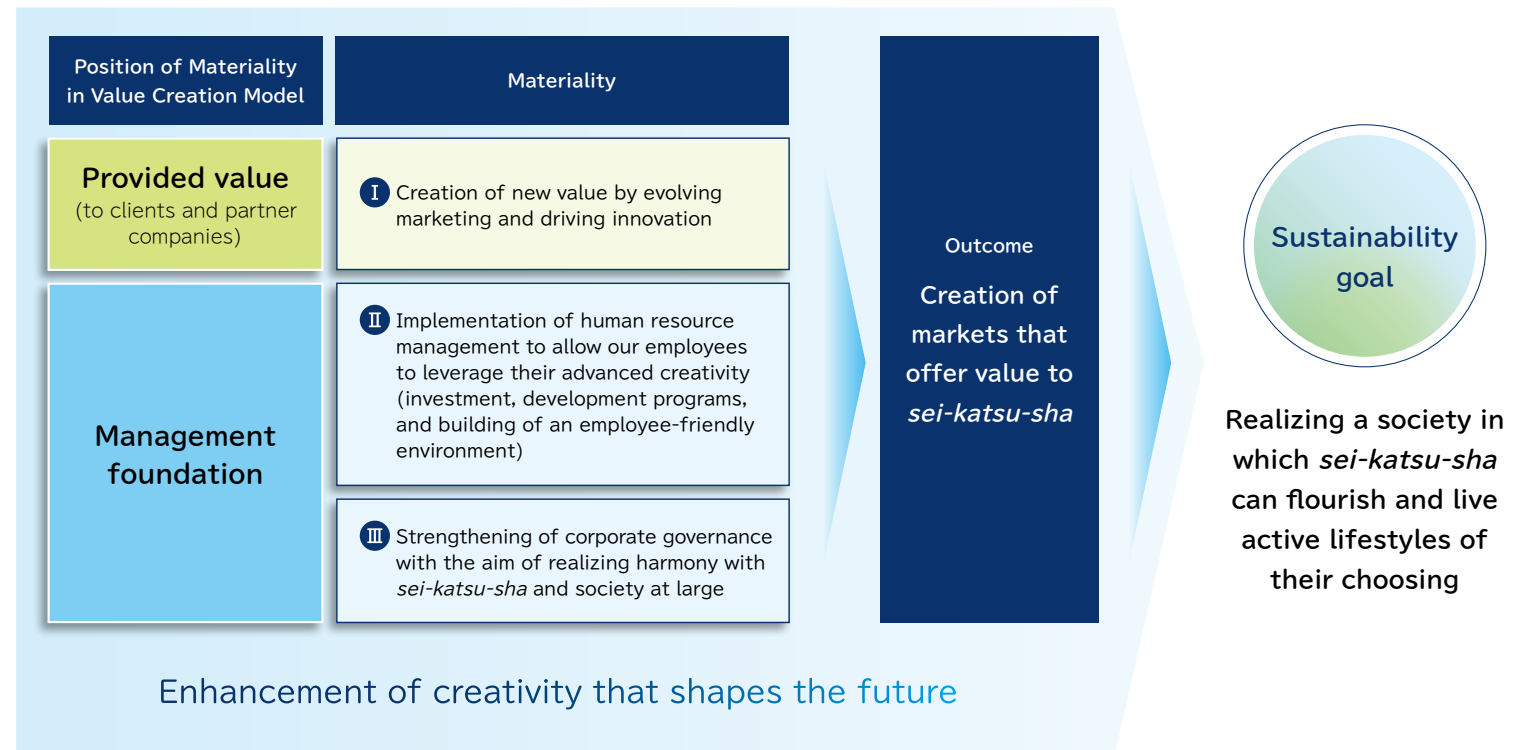 Position of Materiality
in Value Creation Model
Materiality
Provided value
(to clients and partner
companies)
Ⅰ Creation of new value by evolving
marketing and driving innovation
Management
foundation
Ⅱ Implementation of human resource
management to allow our employees
to leverage their advanced creativity
(investment, development programs,
and building of an employee-friendly
environment)
Ⅲ Strengthening of corporate governance
with the aim of realizing harmony with
sei-katsu-sha and society at large
Outcome
Creation of
markets that
offer value to
sei-katsu-sha
Sustainability
goal
Realizing a society in
which sei-katsu-sha
can flourish and live
active lifestyles of
their choosing
Enhancement of creativity that shapes the future